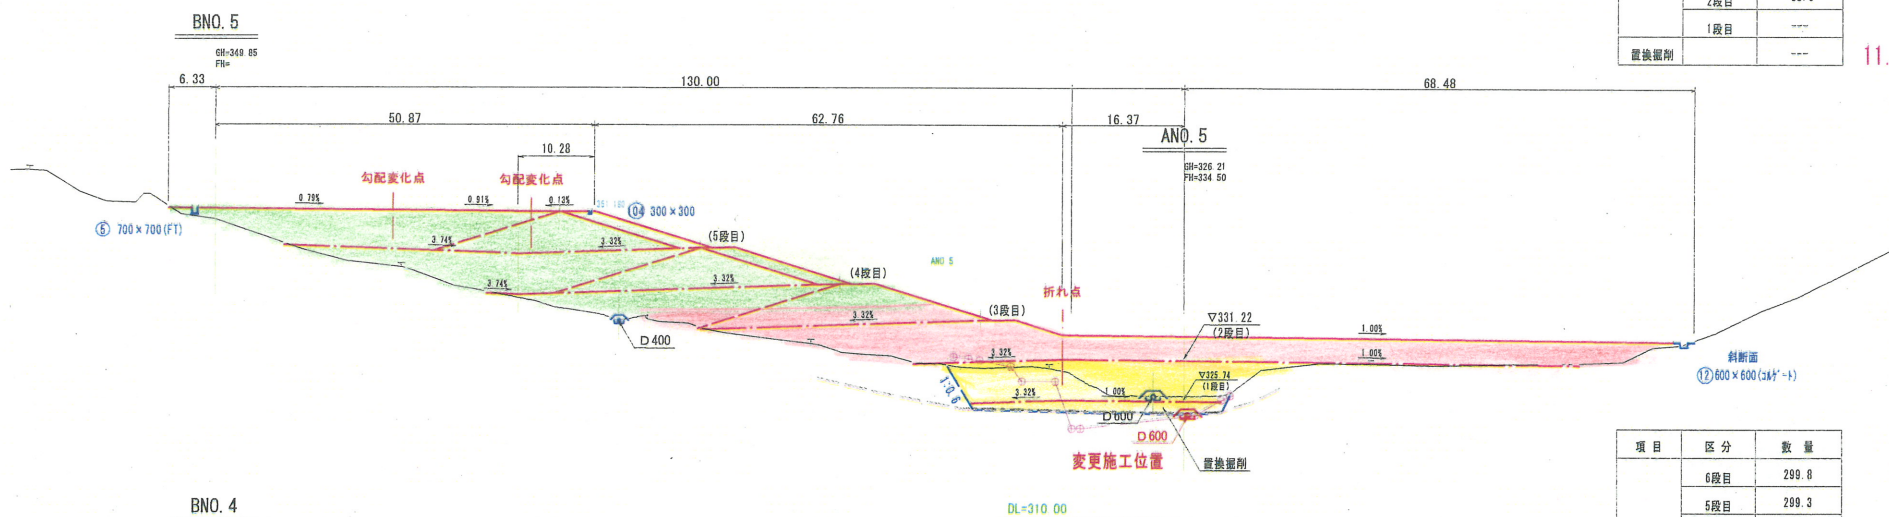 2段目
1段目 ---
置換掘削 ---
11.
BNO. 5
GH=349.85
FH=
6.33
130.00
68.48
50.87
62.76
16.37
10.28
ANO. 5
GH=326.21
FH=334.50
勾配変化点
勾配変化点
0.79%
0.91%
0.13%
⑤ 700×700(FT)
104 300×300
3.74%
3.32%
(5段目)
ANO 5
3.74%
3.32%
(4段目)
折れ点
3.32%
(3段目)
▽331.22
(2段目)
1.00%
D400
3.32%
1.00%
斜断面
⑫600×600(コルゲート)
1:0.6
3.32%
1.00%
▽325.74
(1段目)
D600
D600
変更施工位置
置換掘削
項目 区分 数量
6段目 299.8
5段目 299.3
BNO. 4
DL=310.00